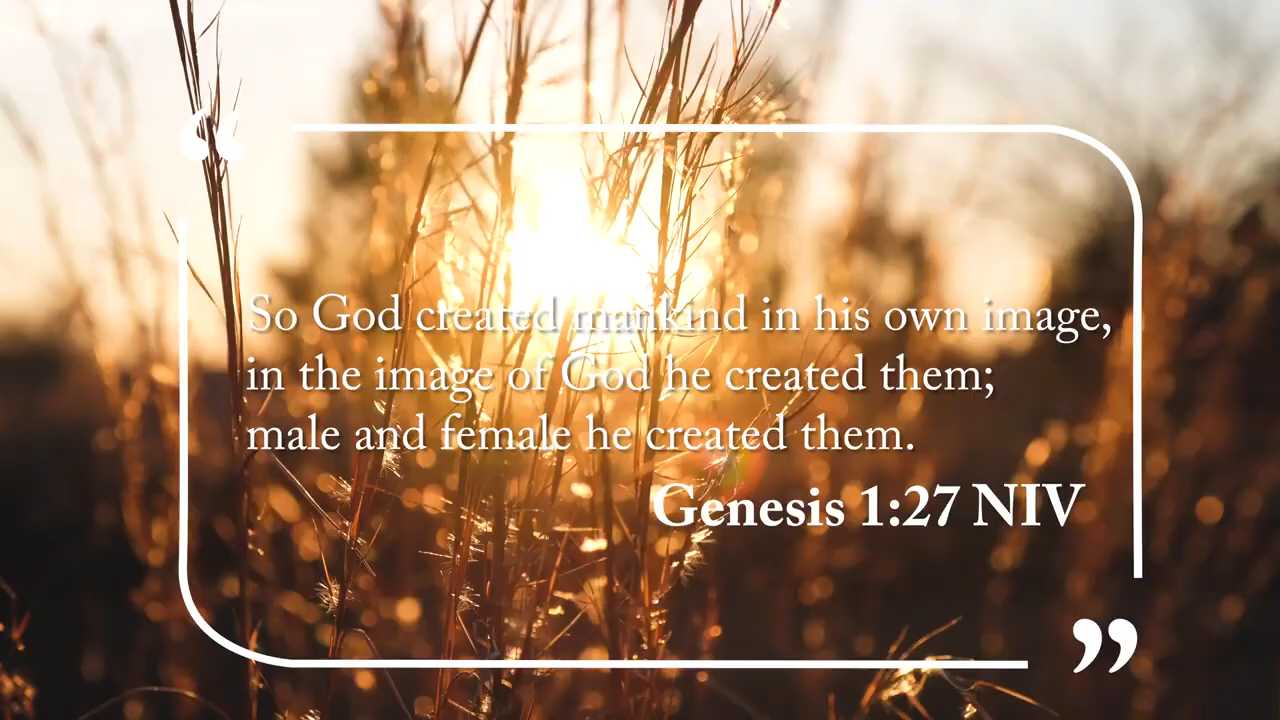 “
So God created mankind in his own image,
in the image of God he created them;
male and female he created them.
Genesis 1:27 NIV
”